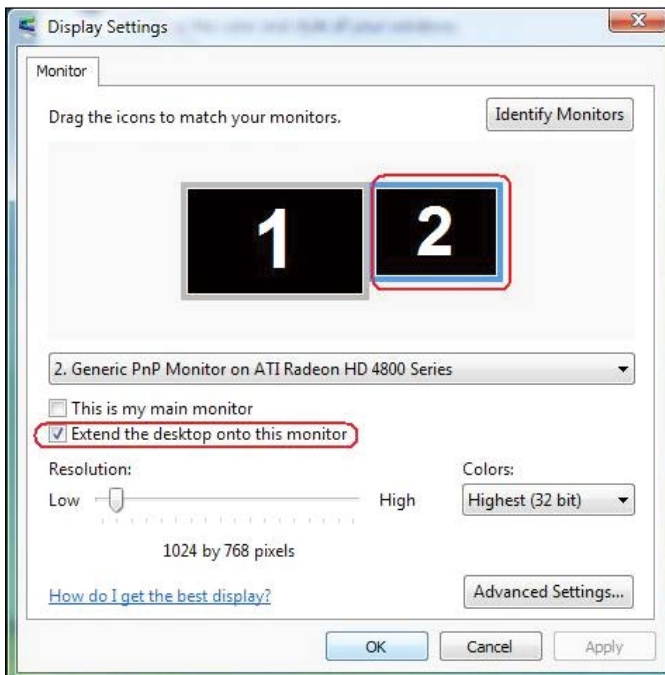 Display Settings
Monitor
Drag the icons to match your monitors.
Identify Monitors
1 2
2. Generic PnP Monitor on ATI Radeon HD 4800 Series
This is my main monitor
Extend the desktop onto this monitor
Resolution:
Colors:
Low High
Highest (32 bit)
1024 by 768 pixels
How do I get the best display?
Advanced Settings...
OK Cancel Apply